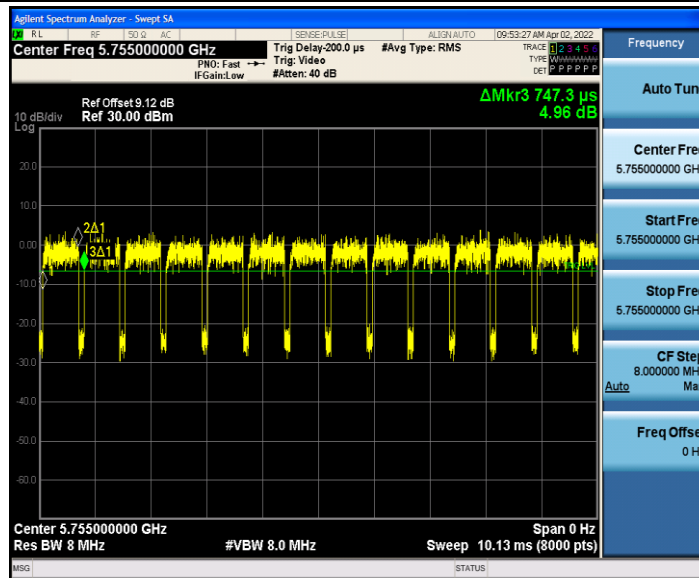 Agilent Spectrum Analyzer - Swept SA
RL RF 50 Ω AC SENSE:PULSE ALIGN AUTO 09:53:27 AM Apr 02, 2022
Center Freq 5.755000000 GHz
PNO: Fast
IFGain:Low
Trig Delay-200.0 µs
Trig: Video
#Atten: 40 dB
#Avg Type: RMS
TRACE 1 2 3 4 5 6
TYPE W
DET P P P P P P
ΔMkr3 747.3 µs
4.96 dB
Ref Offset 9.12 dB
10 dB/div Ref 30.00 dBm
Log
20.0
10.0
0.00
-10.0
-20.0
-30.0
-40.0
-50.0
-60.0
2Δ1
3Δ1
Center 5.755000000 GHz Span 0 Hz
Res BW 8 MHz #VBW 8.0 MHz Sweep 10.13 ms (8000 pts)
MSG STATUS
Frequency
Auto Tun
Center Fre
5.755000000 GH
Start Fre
5.755000000 GH
Stop Fre
5.755000000 GH
CF Step
8.000000 MH
Auto Ma
Freq Offse
0 H